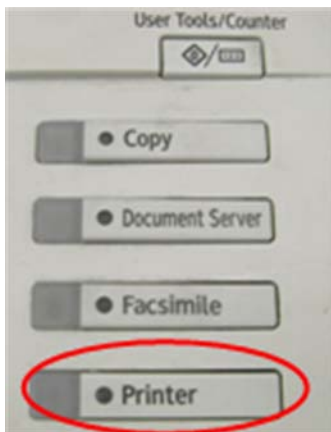 User Tools/Counter
Copy
Document Server
Facsimile
Printer